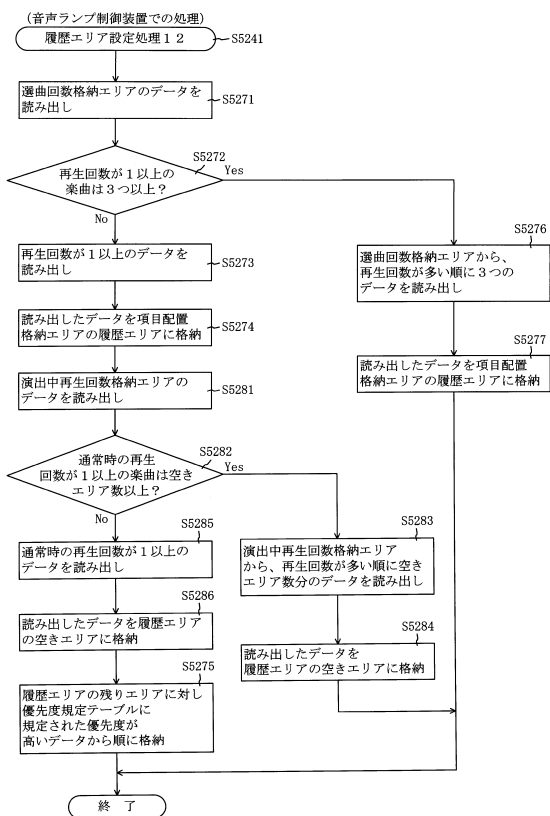 (音声ランプ制御装置での処理)
履歴エリア設定処理12
S5241
選曲回数格納エリアのデータを
読み出し
S5271
S5272
再生回数が1以上の
楽曲は3つ以上?
Yes
No
再生回数が1以上のデータを
読み出し
S5273
S5276
選曲回数格納エリアから、
再生回数が多い順に3つの
データを読み出し
読み出したデータを項目配置
格納エリアの履歴エリアに格納
S5274
S5277
読み出したデータを項目配置
格納エリアの履歴エリアに格納
演出中再生回数格納エリアの
データを読み出し
S5281
S5282
通常時の再生
回数が1以上の楽曲は空き
エリア数以上?
Yes
No
S5285
通常時の再生回数が1以上の
データを読み出し
S5283
演出中再生回数格納エリア
から、再生回数が多い順に空き
エリア数分のデータを読み出し
S5286
読み出したデータを履歴エリア
の空きエリアに格納
S5284
読み出したデータを
履歴エリアの空きエリアに格納
S5275
履歴エリアの残りエリアに対し
優先度規定テーブルに
規定された優先度が
高いデータから順に格納
終 了